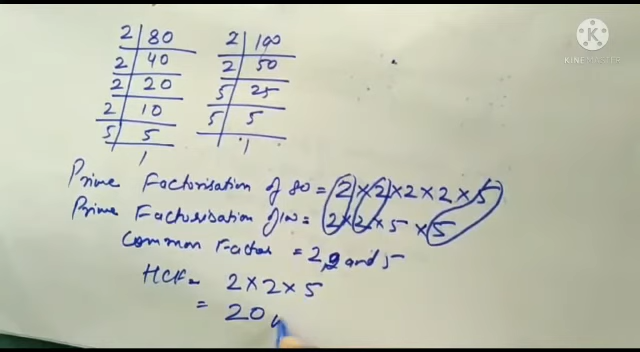 2 80 2 100
2 40 2 50
2 20 5 25
2 10 5 5
5 5 1
1
Prime Factorisation of 80 = 2 × 2 × 2 × 2 × 5
Prime Factorisation of 100 = 2 × 2 × 5 × 5
Common Factor = 2, 2 and 5
HCF = 2 × 2 × 5
= 20
KINEMASTER